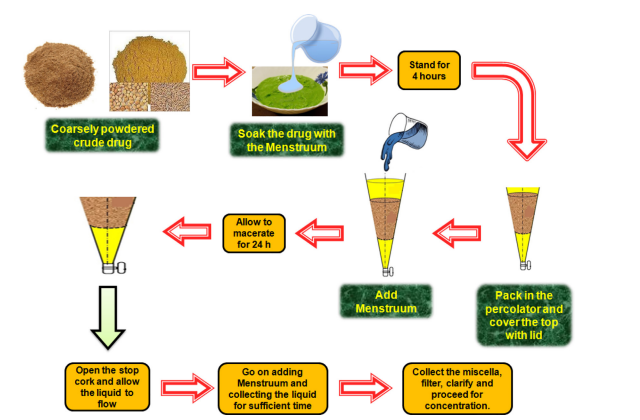 Coarsely powdered
crude drug
Soak the drug with
the Menstruum
Stand for
4 hours
Pack in the
percolator and
cover the top
with lid
Add
Menstruum
Allow to
macerate
for 24 h
Open the stop
cork and allow
the liquid to
flow
Go on adding
Menstruum and
collecting the liquid
for sufficient time
Collect the miscella,
filter, clarify and
proceed for
concentration.